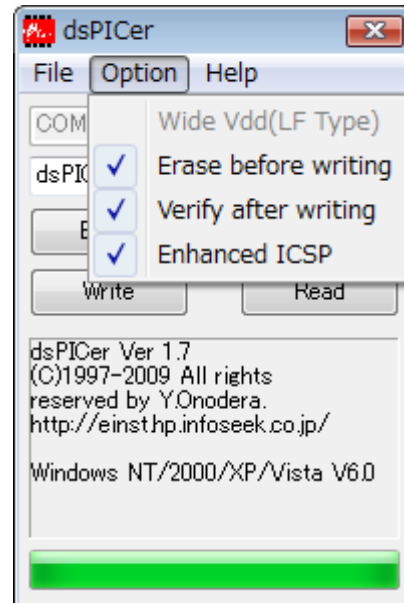 dsPICer
File Option Help
COM
Wide Vdd(LF Type)
dsPI
Erase before writing
Verify after writing
Enhanced ICSP
Write Read
dsPICer Ver 1.7
(C)1997-2009 All rights
reserved by Y.Onodera.
http://einst.hp.infoseek.co.jp/
Windows NT/2000/XP/Vista V6.0